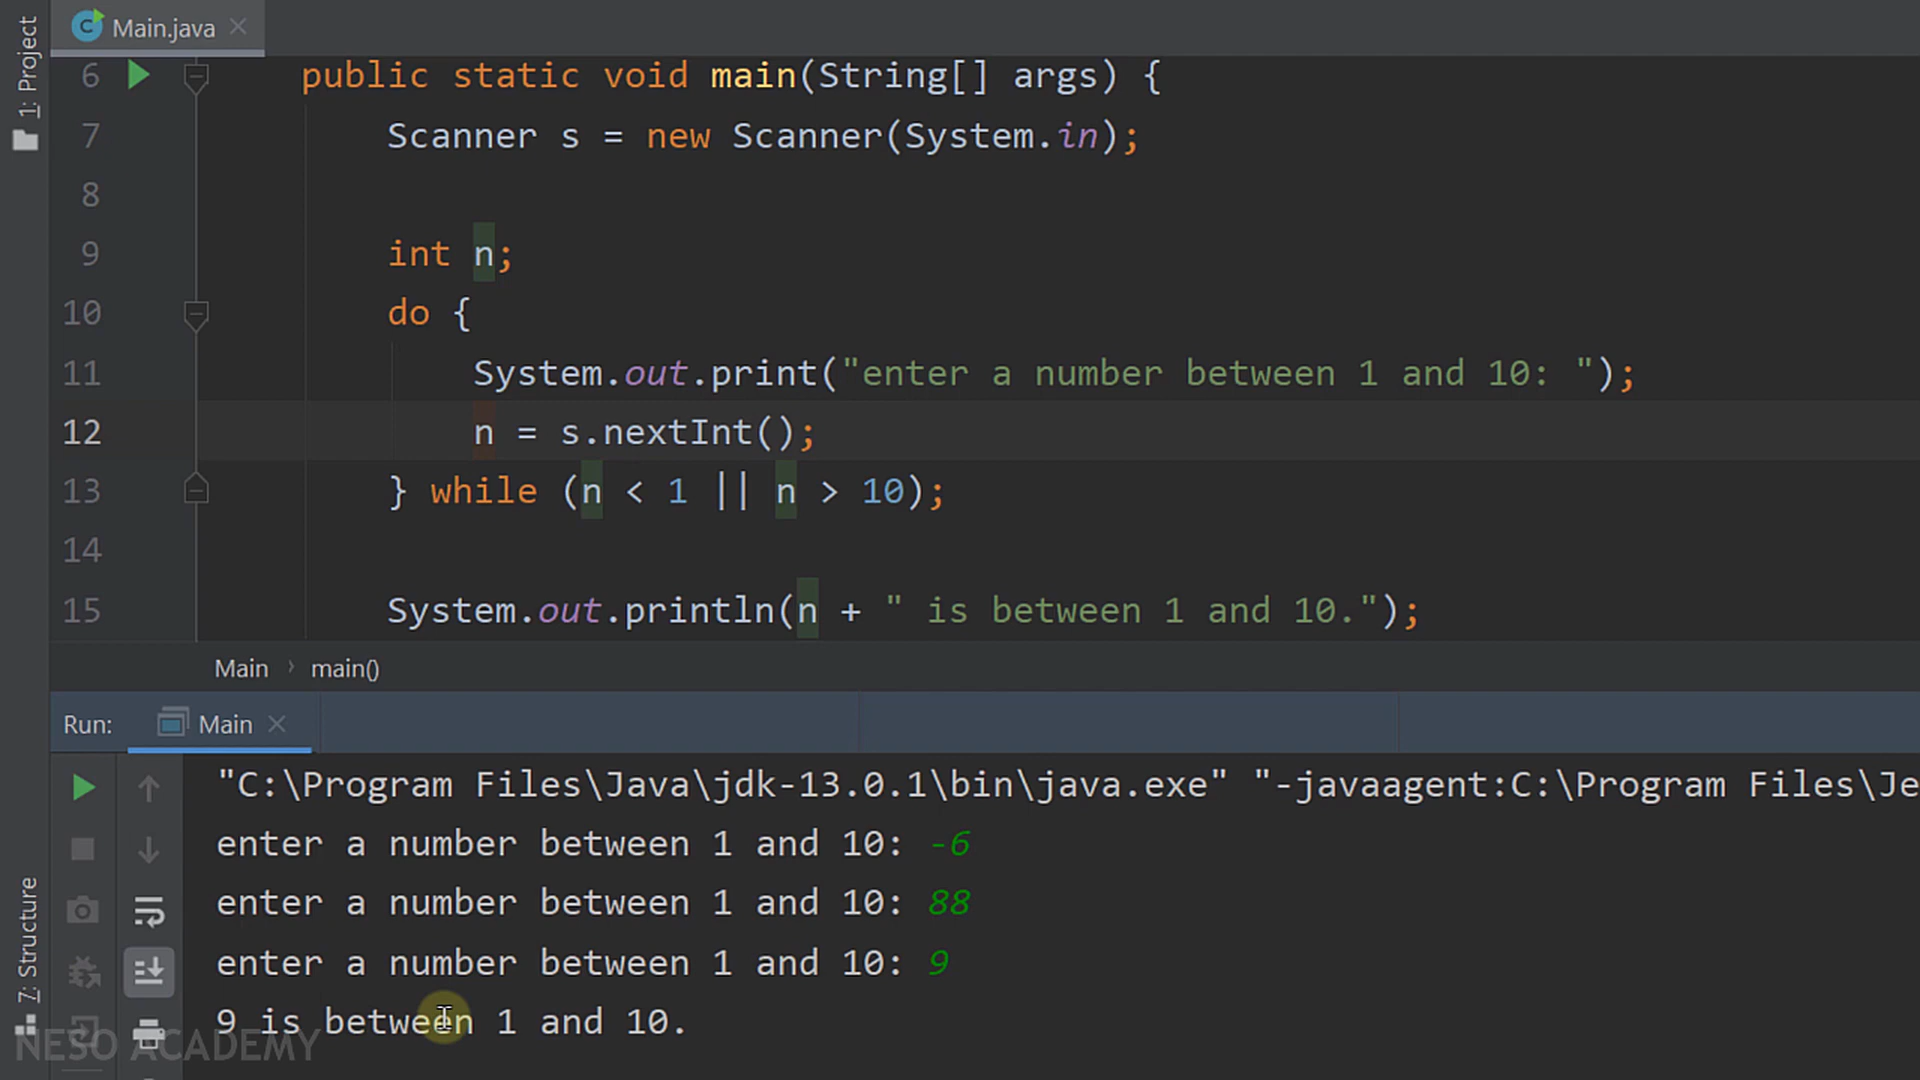 Main.java
1: Project
6 public static void main(String[] args) {
7 Scanner s = new Scanner(System.in);
8
9 int n;
10 do {
11 System.out.print("enter a number between 1 and 10: ");
12 n = s.nextInt();
13 } while (n < 1 || n > 10);
14
15 System.out.println(n + " is between 1 and 10.");
Main › main()
Run: Main
"C:\Program Files\Java\jdk-13.0.1\bin\java.exe" "-javaagent:C:\Program Files\Je
enter a number between 1 and 10: -6
enter a number between 1 and 10: 88
enter a number between 1 and 10: 9
9 is between 1 and 10.
7: Structure
NESO ACADEMY